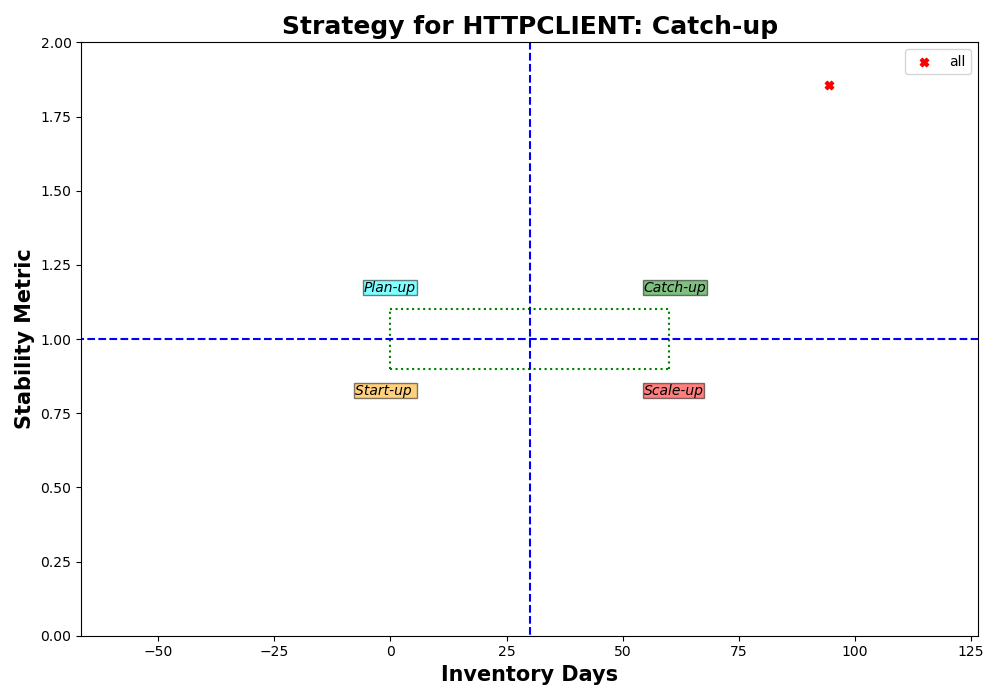 Strategy for HTTPCLIENT: Catch-up
all
2.00
1.75
1.50
1.25
1.00
0.75
0.50
0.25
0.00
Stability Metric
Plan-up
Catch-up
Start-up
Scale-up
−50
−25
0
25
50
75
100
125
Inventory Days